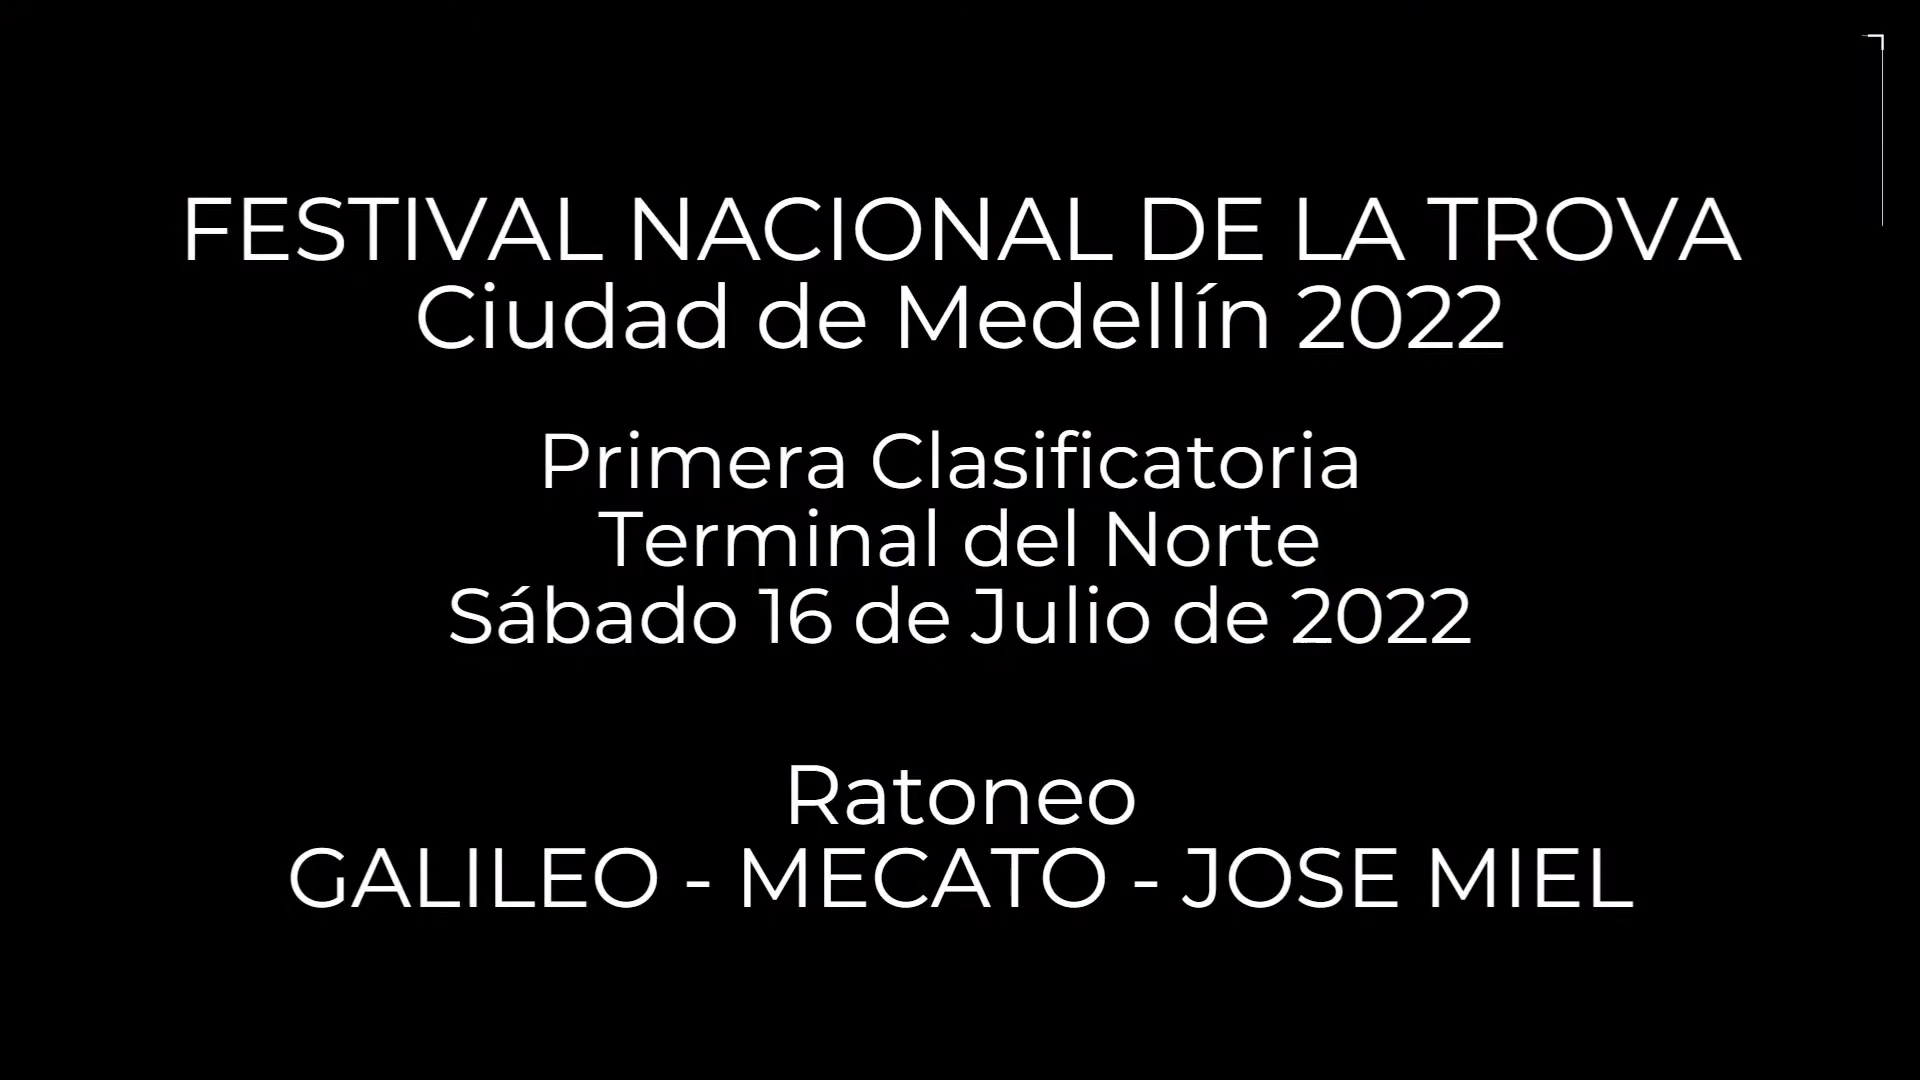 FESTIVAL NACIONAL DE LA TROVA
Ciudad de Medellín 2022
Primera Clasificatoria
Terminal del Norte
Sábado 16 de Julio de 2022
Ratoneo
GALILEO - MECATO - JOSE MIEL